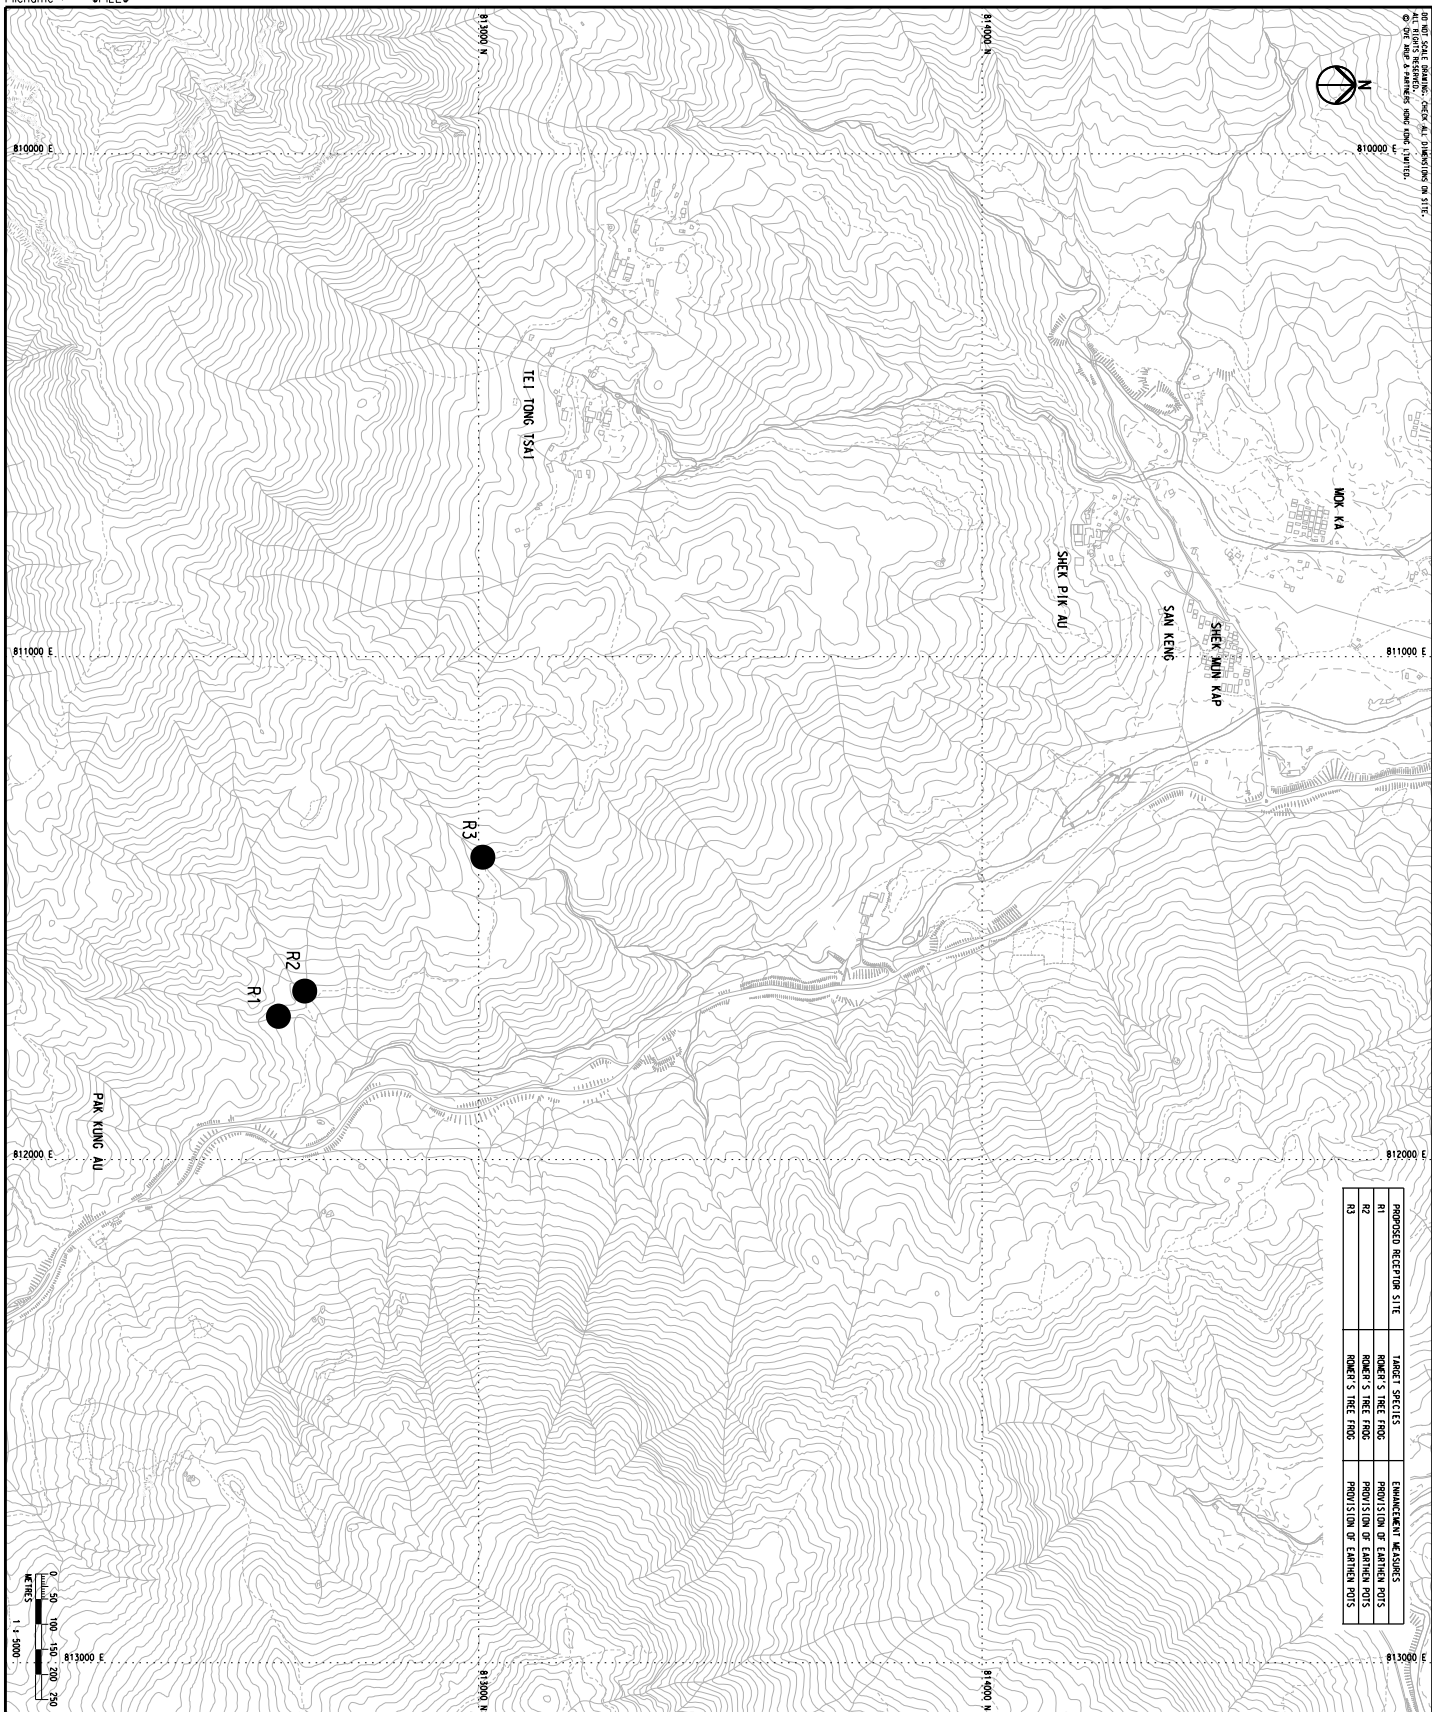 DO NOT SCALE DRAWING. CHECK ALL DIMENSIONS ON SITE.
ALL RIGHTS RESERVED.
© OVE ARUP & PARTNERS HONG KONG LIMITED.
N
813000 N
814000 N
810000 E
810000 E
TEI TONG TSAI
MOK KA
SHEK PIK AU
SAN KENG
SHEK MUN KAP
811000 E
811000 E
R3
R2
R1
PAK KUNG AU
812000 E
812000 E
PROPOSED RECEPTOR SITE TARGET SPECIES ENHANCEMENT MEASURES
R1 ROMER'S TREE FROG PROVISION OF EARTHEN POTS
R2 ROMER'S TREE FROG PROVISION OF EARTHEN POTS
R3 ROMER'S TREE FROG PROVISION OF EARTHEN POTS
813000 E
813000 E
813000 N
814000 N
0 50 100 150 200 250
METRES
1 : 5000